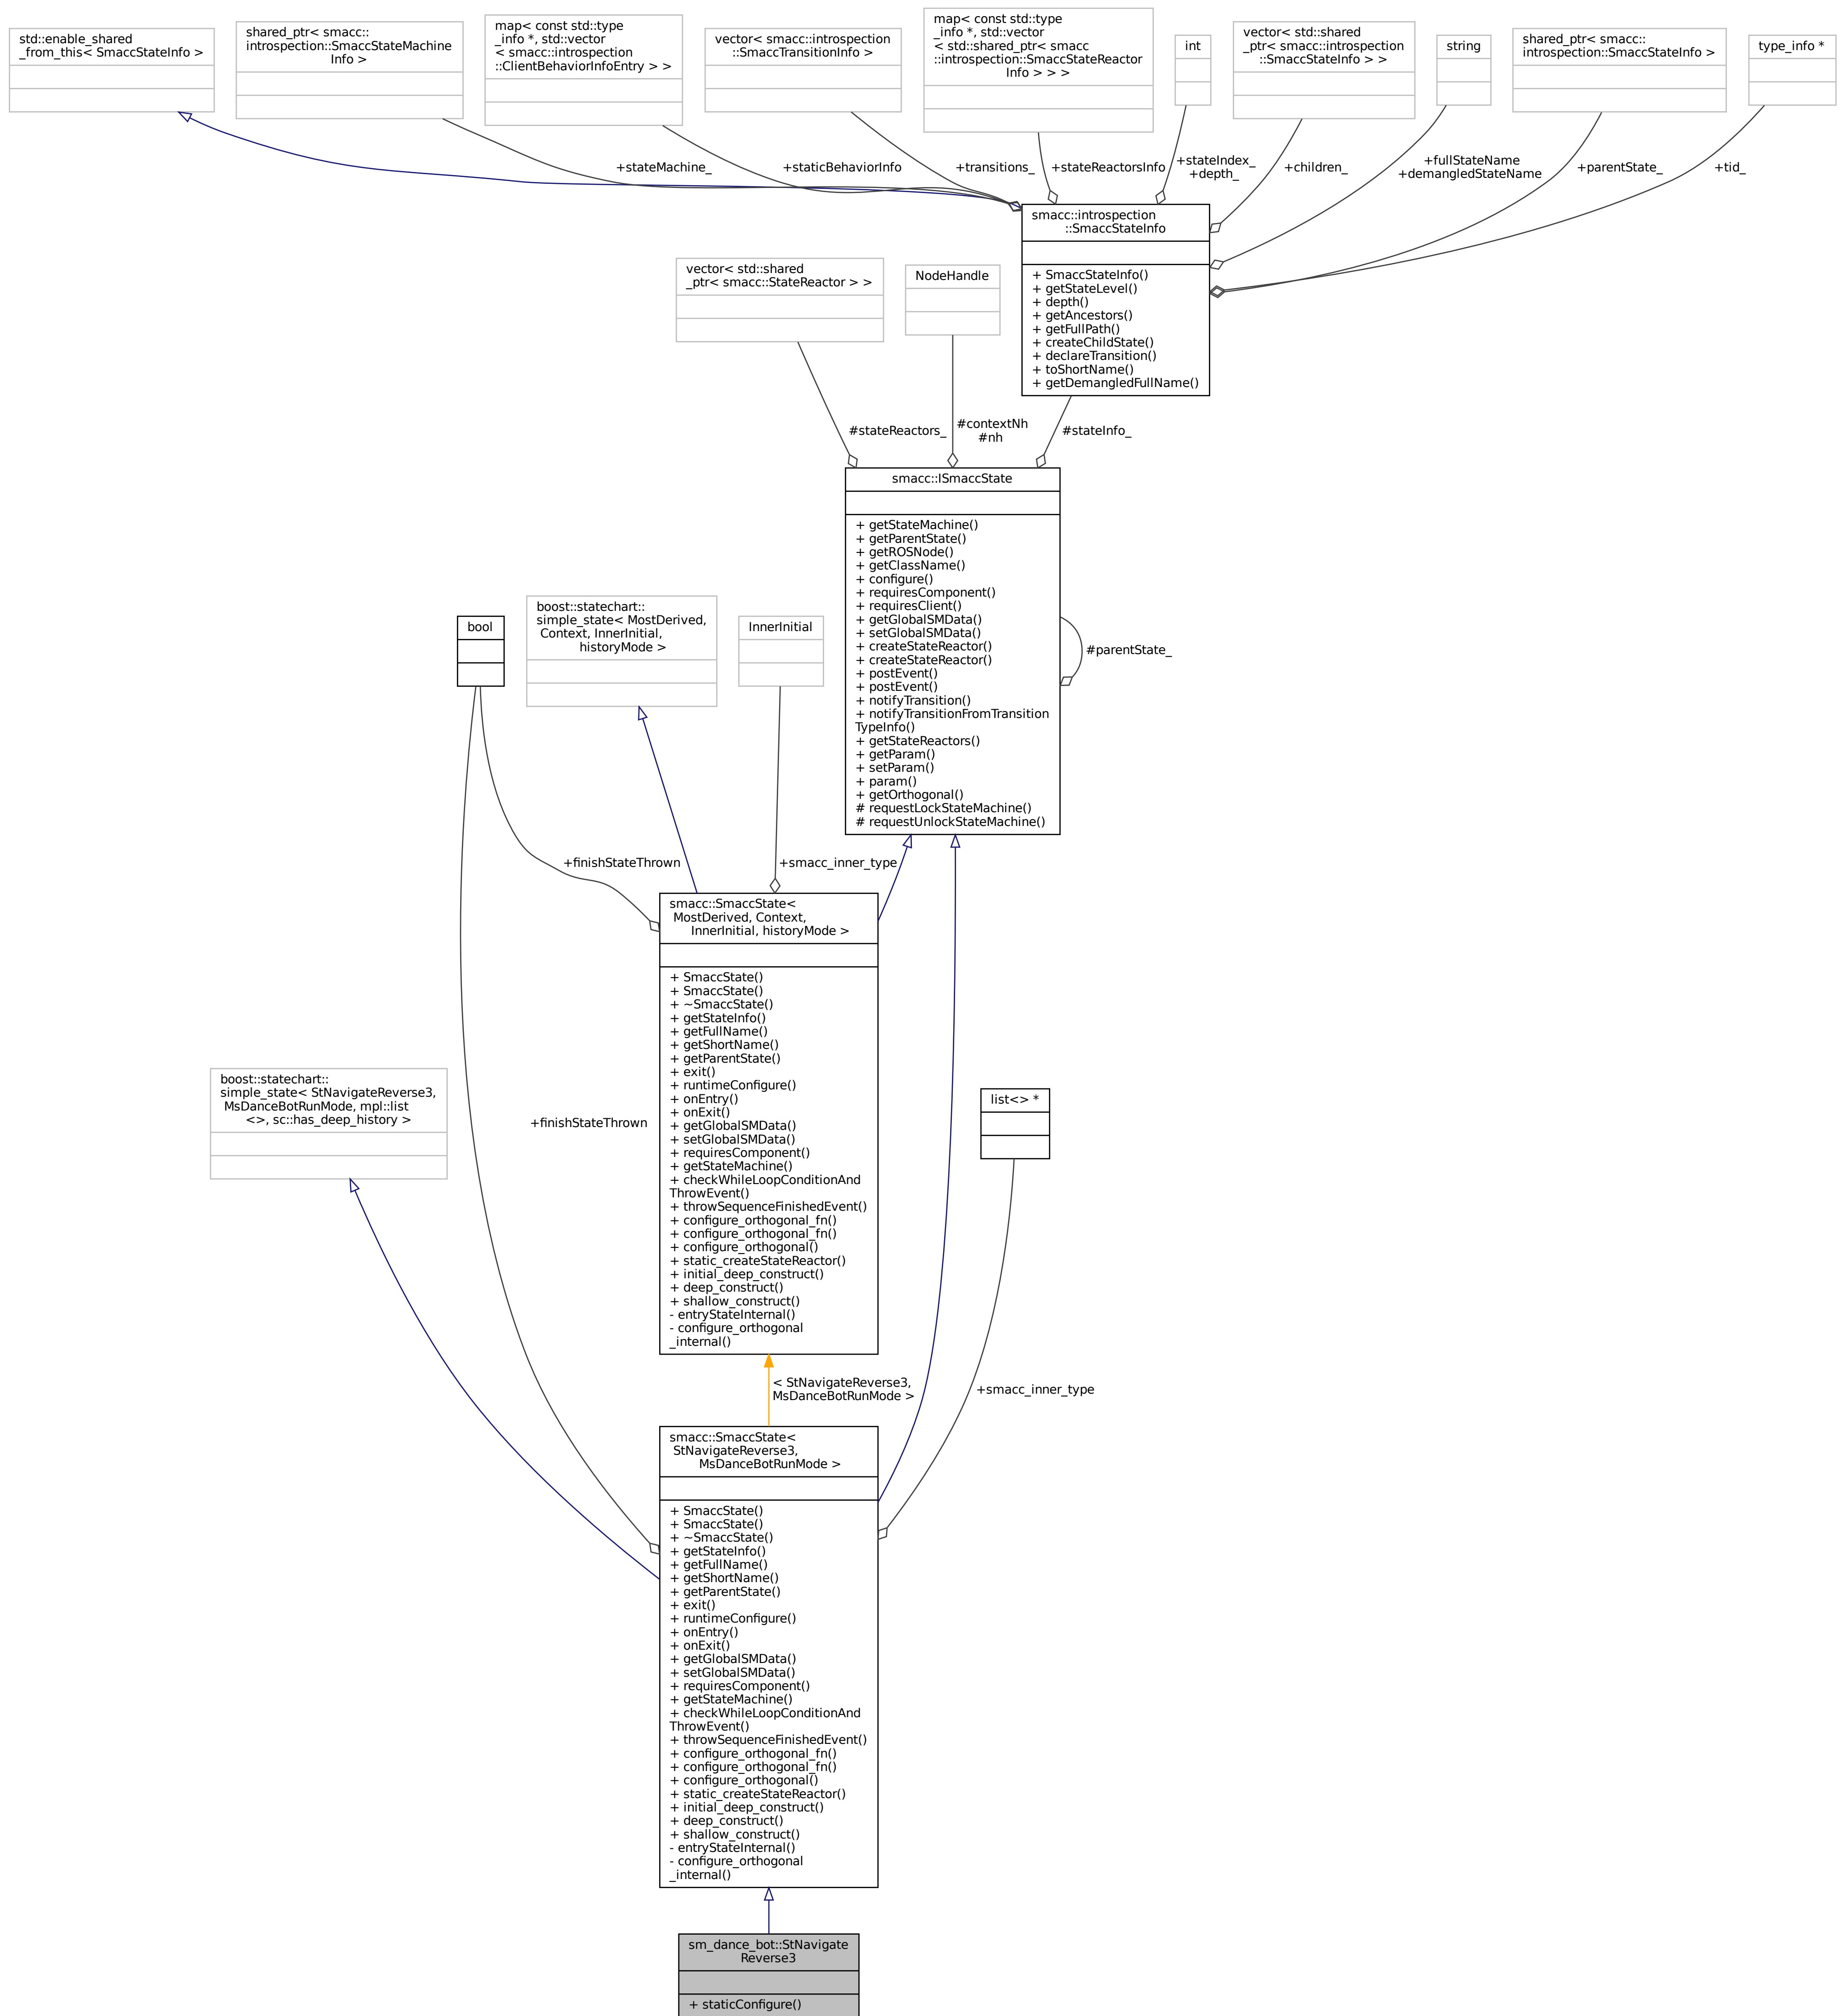 std::enable_shared
_from_this< SmaccStateInfo >
shared_ptr< smacc::
introspection::SmaccStateMachine
Info >
map< const std::type
_info *, std::vector
< smacc::introspection
::ClientBehaviorInfoEntry > >
vector< smacc::introspection
::SmaccTransitionInfo >
map< const std::type
_info *, std::vector
< std::shared_ptr< smacc
::introspection::SmaccStateReactor
Info > > >
int
vector< std::shared
_ptr< smacc::introspection
::SmaccStateInfo > >
string
shared_ptr< smacc::
introspection::SmaccStateInfo >
type_info *
+stateMachine_
+staticBehaviorInfo
+transitions_
+stateReactorsInfo
+stateIndex_
+depth_
+children_
+fullStateName
+demangledStateName
+parentState_
+tid_
smacc::introspection
::SmaccStateInfo
+ SmaccStateInfo()
+ getStateLevel()
+ depth()
+ getAncestors()
+ getFullPath()
+ createChildState()
+ declareTransition()
+ toShortName()
+ getDemangledFullName()
vector< std::shared
_ptr< smacc::StateReactor > >
NodeHandle
#stateReactors_
#contextNh
#nh
#stateInfo_
smacc::ISmaccState
+ getStateMachine()
+ getParentState()
+ getROSNode()
+ getClassName()
+ configure()
+ requiresComponent()
+ requiresClient()
+ getGlobalSMData()
+ setGlobalSMData()
+ createStateReactor()
+ createStateReactor()
+ postEvent()
+ postEvent()
+ notifyTransition()
+ notifyTransitionFromTransition
TypeInfo()
+ getStateReactors()
+ getParam()
+ setParam()
+ param()
+ getOrthogonal()
# requestLockStateMachine()
# requestUnlockStateMachine()
#parentState_
bool
boost::statechart::
simple_state< MostDerived,
Context, InnerInitial,
historyMode >
InnerInitial
+finishStateThrown
+smacc_inner_type
smacc::SmaccState<
MostDerived, Context,
InnerInitial, historyMode >
+ SmaccState()
+ SmaccState()
+ ~SmaccState()
+ getStateInfo()
+ getFullName()
+ getShortName()
+ getParentState()
+ exit()
+ runtimeConfigure()
+ onEntry()
+ onExit()
+ getGlobalSMData()
+ setGlobalSMData()
+ requiresComponent()
+ getStateMachine()
+ checkWhileLoopConditionAnd
ThrowEvent()
+ throwSequenceFinishedEvent()
+ configure_orthogonal_fn()
+ configure_orthogonal_fn()
+ configure_orthogonal()
+ static_createStateReactor()
+ initial_deep_construct()
+ deep_construct()
+ shallow_construct()
- entryStateInternal()
- configure_orthogonal
_internal()
boost::statechart::
simple_state< StNavigateReverse3,
MsDanceBotRunMode, mpl::list
<>, sc::has_deep_history >
+finishStateThrown
list<> *
< StNavigateReverse3,
MsDanceBotRunMode >
+smacc_inner_type
smacc::SmaccState<
StNavigateReverse3,
MsDanceBotRunMode >
+ SmaccState()
+ SmaccState()
+ ~SmaccState()
+ getStateInfo()
+ getFullName()
+ getShortName()
+ getParentState()
+ exit()
+ runtimeConfigure()
+ onEntry()
+ onExit()
+ getGlobalSMData()
+ setGlobalSMData()
+ requiresComponent()
+ getStateMachine()
+ checkWhileLoopConditionAnd
ThrowEvent()
+ throwSequenceFinishedEvent()
+ configure_orthogonal_fn()
+ configure_orthogonal_fn()
+ configure_orthogonal()
+ static_createStateReactor()
+ initial_deep_construct()
+ deep_construct()
+ shallow_construct()
- entryStateInternal()
- configure_orthogonal
_internal()
sm_dance_bot::StNavigate
Reverse3
+ staticConfigure()